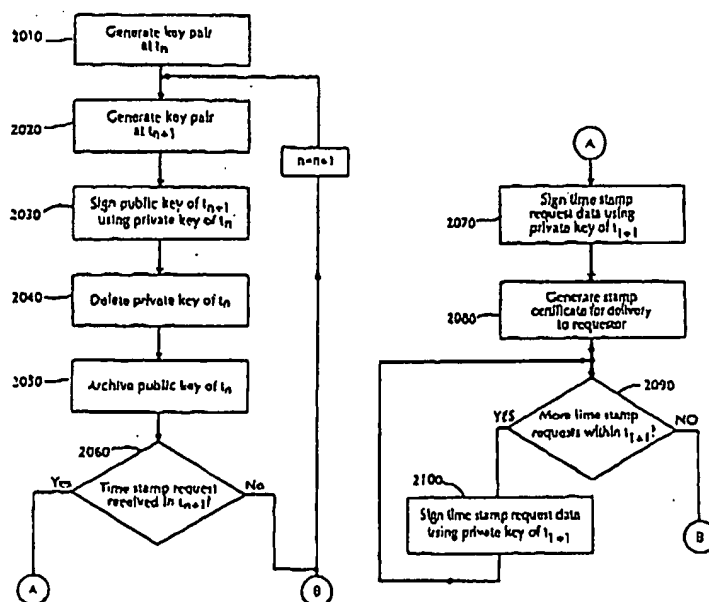 2010
Generate key pair
at tn
2020
Generate key pair
at tn+1
n=n+1
2030
Sign public key of tn+1
using private key of tn
2040
Delete private key of tn
2050
Archive public key of tn
2060
Time stamp request
received in tn+1?
Yes
No
A
B
A
2070
Sign time stamp
request data using
private key of t1+1
2080
Generate stamp
certificate for delivery
to requestor
2090
More time stamp
requests within t1+1?
YES
NO
2100
Sign time stamp request data
using private key of t1+1
B